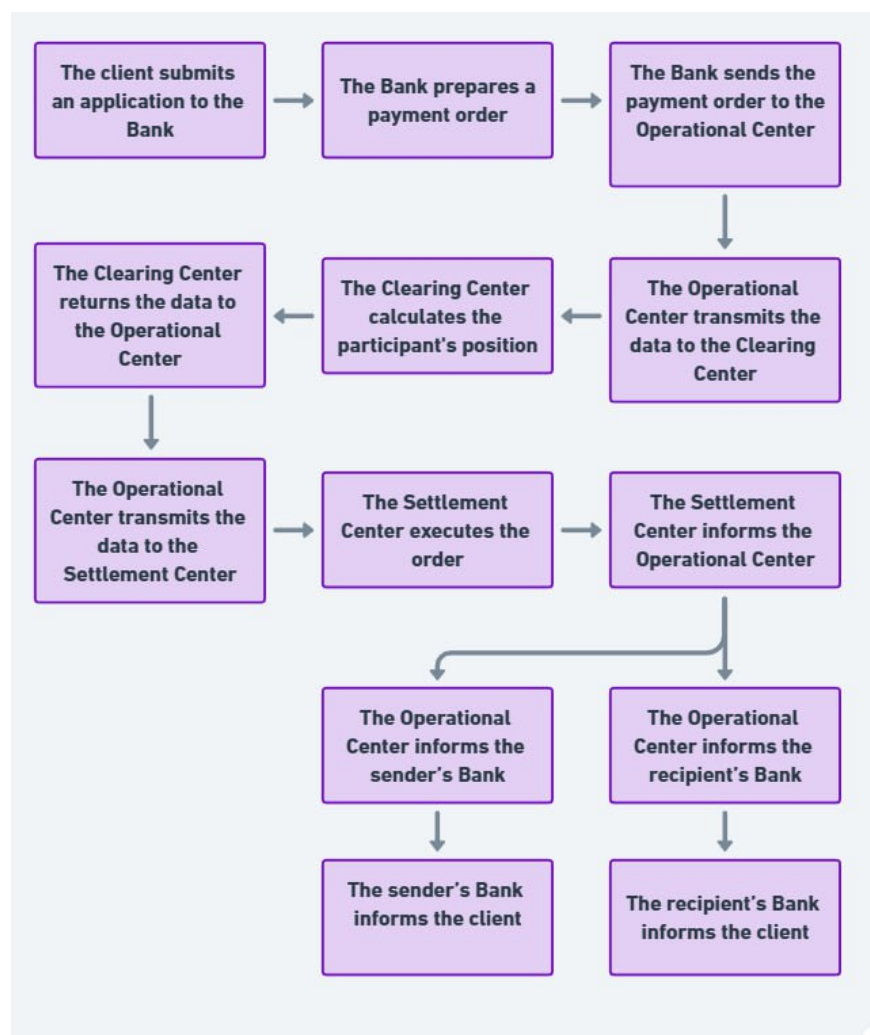 The client submits
an application to the
Bank
The Bank prepares a
payment order
The Bank sends the
payment order to the
Operational Center
The Operational
Center transmits the
data to the Clearing
Center
The Clearing Center
calculates the
participant's position
The Clearing Center
returns the data to
the Operational
Center
The Operational
Center transmits the
data to the
Settlement Center
The Settlement
Center executes the
order
The Settlement
Center informs the
Operational Center
The Operational
Center informs the
sender's Bank
The Operational
Center informs the
recipient's Bank
The sender's Bank
informs the client
The recipient's Bank
informs the client